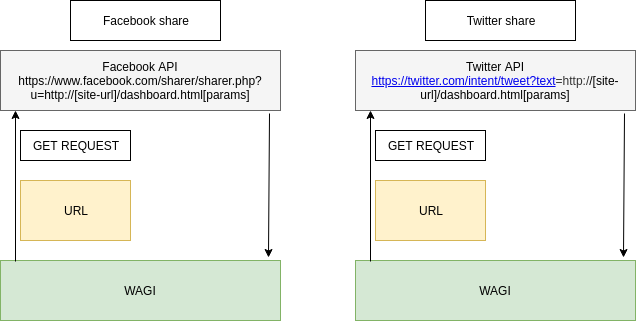 Facebook share
Twitter share
Facebook API
https://www.facebook.com/sharer/sharer.php?
u=http://[site-url]/dashboard.html[params]
Twitter API
https://twitter.com/intent/tweet?text=http://[site-
url]/dashboard.html[params]
GET REQUEST
GET REQUEST
URL
URL
WAGI
WAGI